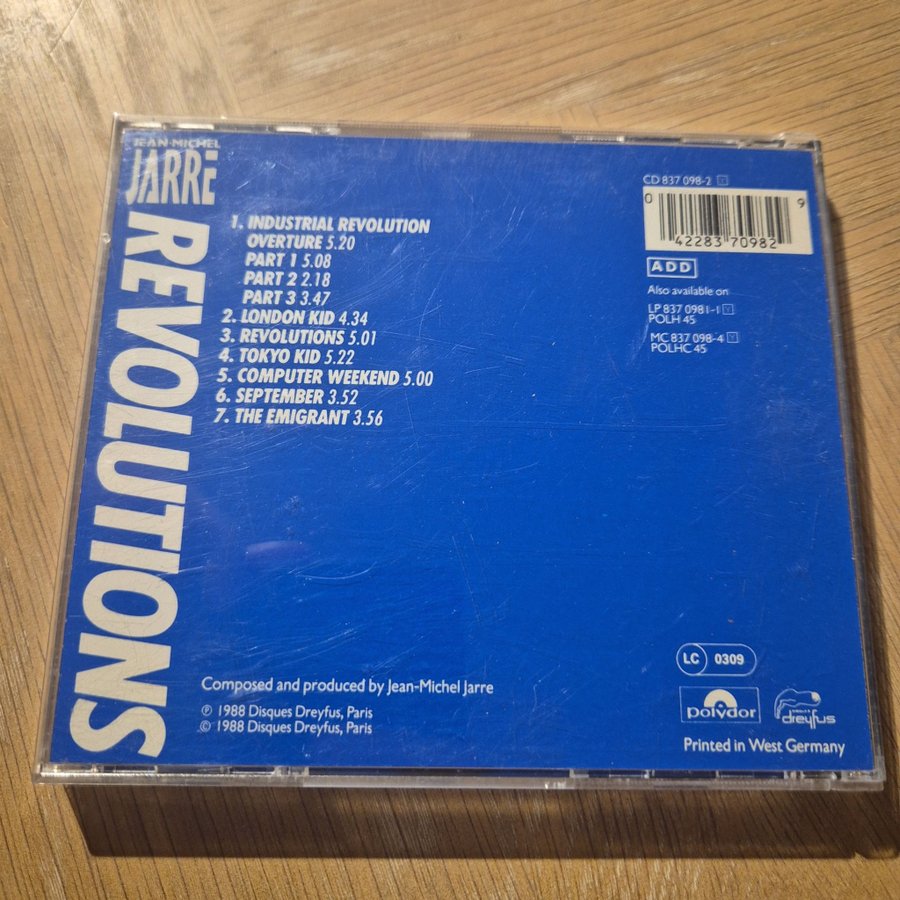 JEAN-MICHEL
JARRE
REVOLUTIONS
1. INDUSTRIAL REVOLUTION
OVERTURE 5.20
PART 1 5.08
PART 2 2.18
PART 3 3.47
2. LONDON KID 4.34
3. REVOLUTIONS 5.01
4. TOKYO KID 5.22
5. COMPUTER WEEKEND 5.00
6. SEPTEMBER 3.52
7. THE EMIGRANT 3.56
CD 837 098-2 Y
0 42283 70982 9
ADD
Also available on
LP 837 0981-1 Y
POLH 45
MC 837 098-4 Y
POLHC 45
Composed and produced by Jean-Michel Jarre
℗ 1988 Disques Dreyfus, Paris
© 1988 Disques Dreyfus, Paris
LC 0309
polydor
dreyfus
Printed in West Germany